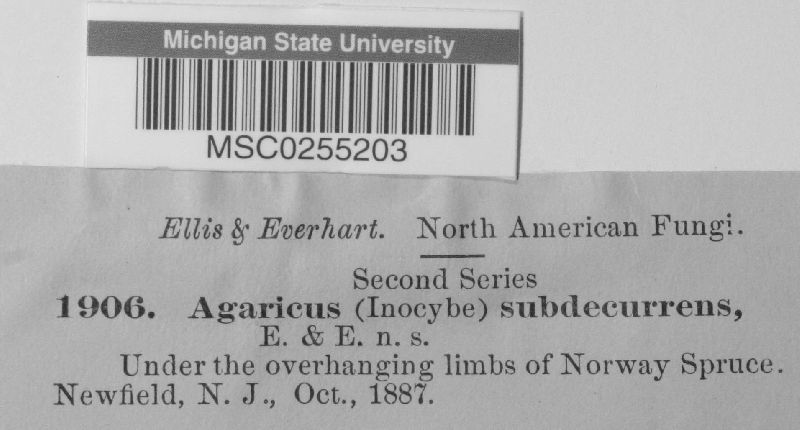 Michigan State University
MSC0255203
Ellis & Everhart. North American Fungi.
Second Series
1906. Agaricus (Inocybe) subdecurrens,
E. & E. n. s.
Under the overhanging limbs of Norway Spruce.
Newfield, N. J., Oct., 1887.